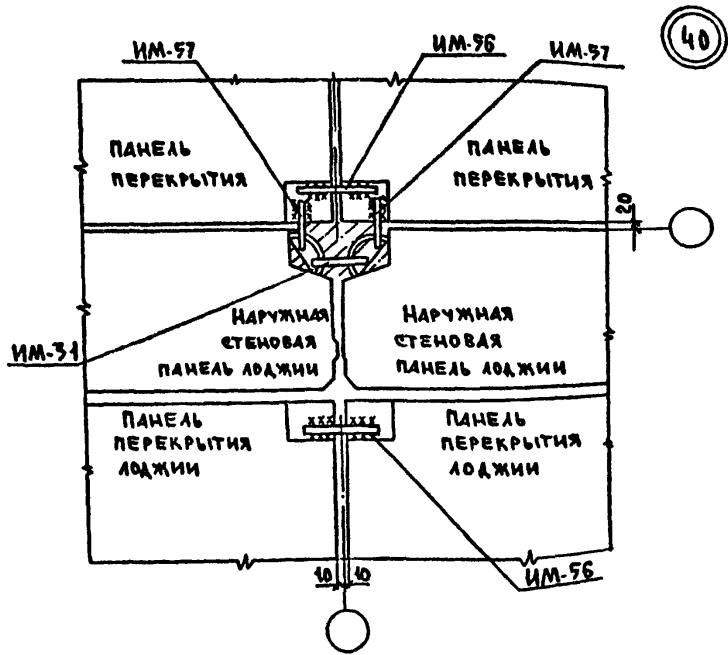 ИМ-57
ИМ-56
ИМ-57
40
ПАНЕЛЬ
ПЕРЕКРЫТИЯ
ПАНЕЛЬ
ПЕРЕКРЫТИЯ
20
НАРУЖНАЯ
СТЕНОВАЯ
ПАНЕЛЬ ЛОДЖИИ
НАРУЖНАЯ
СТЕНОВАЯ
ПАНЕЛЬ ЛОДЖИИ
ИМ-31
ПАНЕЛЬ
ПЕРЕКРЫТИЯ
ЛОДЖИИ
ПАНЕЛЬ
ПЕРЕКРЫТИЯ
ЛОДЖИИ
10 10
ИМ-56